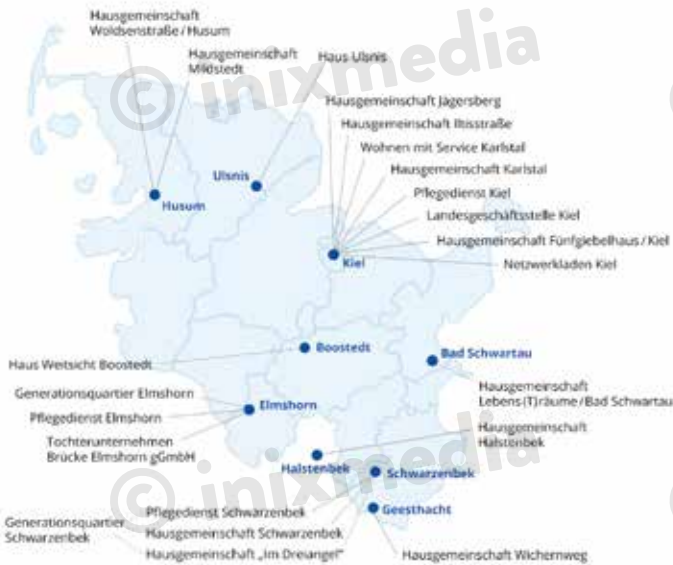 Hausgemeinschaft
Woldsenstraße/Husum
Hausgemeinschaft
Mildstedt
Haus Ulsnis
© inixmedia
Hausgemeinschaft Jägersberg
Hausgemeinschaft Iltisstraße
Wohnen mit Service Karlstal
Hausgemeinschaft Karlstal
Pflegedienst Kiel
Landesgeschäftsstelle Kiel
Hausgemeinschaft Fünfgiebelhaus/Kiel
Netzwerkladen Kiel
Ulsnis
Husum
Kiel
Boostedt
Bad Schwartau
Haus Weitsicht Boostedt
Hausgemeinschaft
Lebens(T)räume/Bad Schwartau
Generationsquartier Elmshorn
Elmshorn
Pflegedienst Elmshorn
Tochterunternehmen
Brücke Elmshorn gGmbH
Hausgemeinschaft
Halstenbek
Halstenbek
Schwarzenbek
© inixmedia
Geesthacht
Generationsquartier
Schwarzenbek
Pflegedienst Schwarzenbek
Hausgemeinschaft Schwarzenbek
Hausgemeinschaft „Im Dreiangel“
Hausgemeinschaft Wichernweg